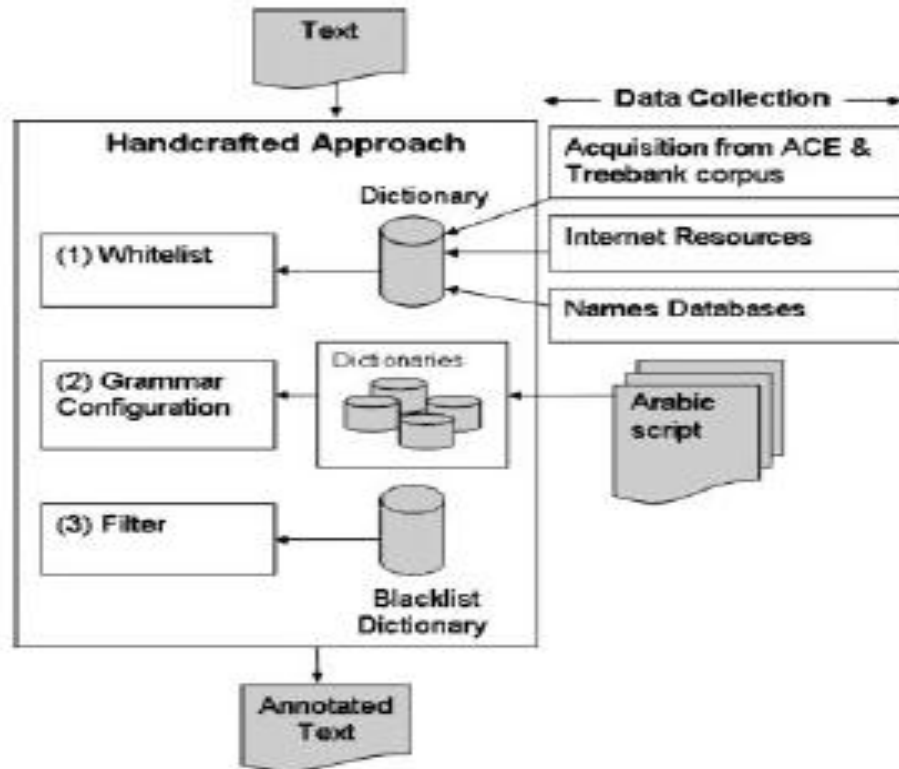 Text
Data Collection
Handcrafted Approach
Acquisition from ACE &
Treebank corpus
Dictionary
(1) Whitelist
Internet Resources
Names Databases
Dictionaries
(2) Grammar
Configuration
Arabic
script
(3) Filter
Blacklist
Dictionary
Annotated
Text